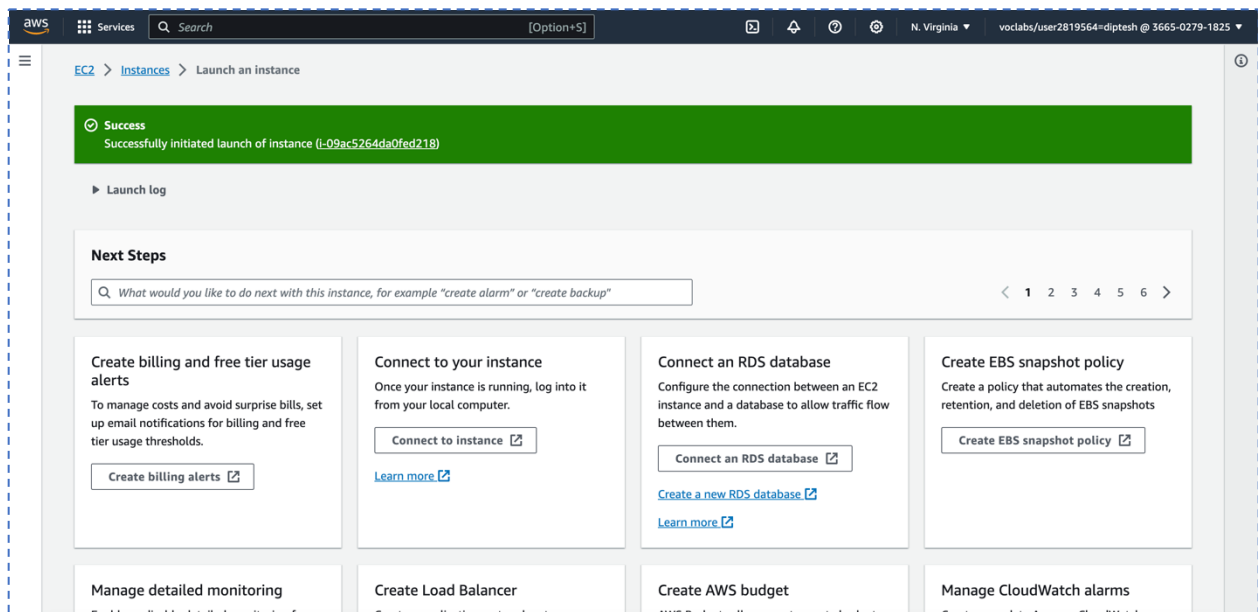 aws
Services
Search
[Option+S]
N. Virginia
voclabs/user2819564=diptesh @ 3665-0279-1825
EC2 > Instances > Launch an instance
Success
Successfully initiated launch of instance (i-09ac5264da0fed218)
Launch log
Next Steps
What would you like to do next with this instance, for example “create alarm” or “create backup”
1 2 3 4 5 6
Create billing and free tier usage
alerts
To manage costs and avoid surprise bills, set
up email notifications for billing and free
tier usage thresholds.
Create billing alerts
Connect to your instance
Once your instance is running, log into it
from your local computer.
Connect to instance
Learn more
Connect an RDS database
Configure the connection between an EC2
instance and a database to allow traffic flow
between them.
Connect an RDS database
Create a new RDS database
Learn more
Create EBS snapshot policy
Create a policy that automates the creation,
retention, and deletion of EBS snapshots
Create EBS snapshot policy
Manage detailed monitoring
Create Load Balancer
Create AWS budget
Manage CloudWatch alarms